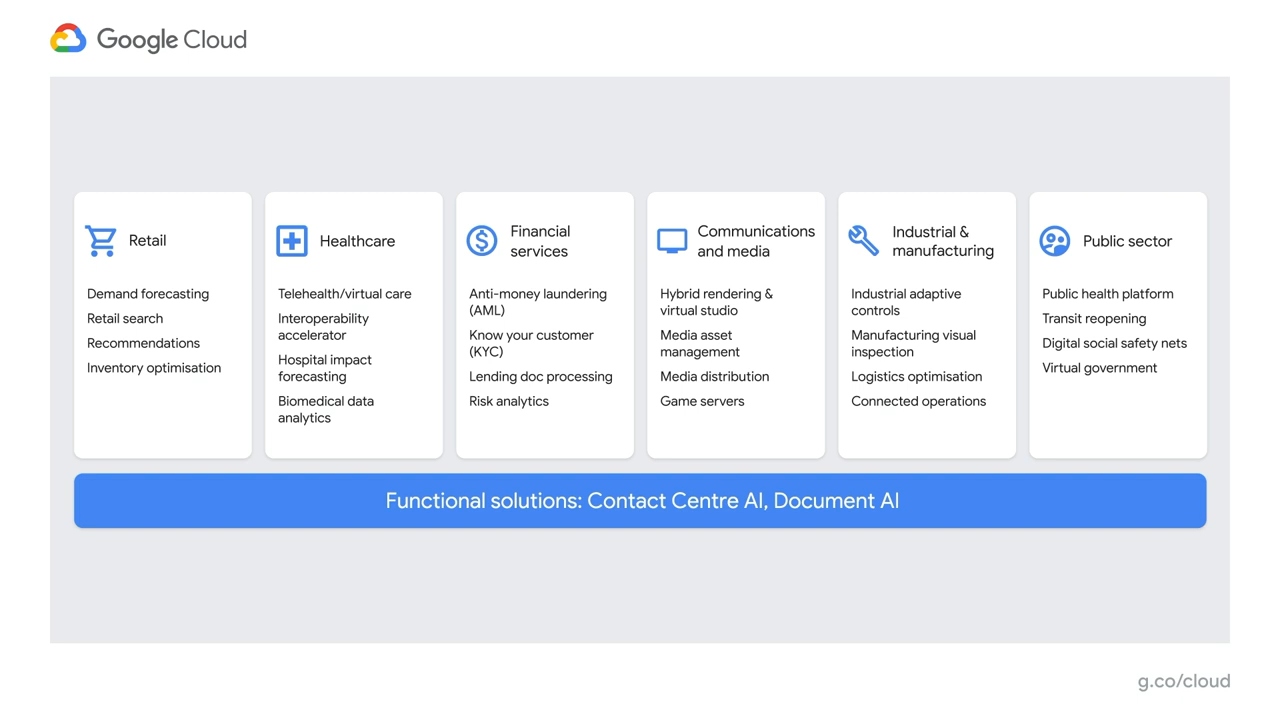 Google Cloud
Retail
Demand forecasting
Retail search
Recommendations
Inventory optimisation
Healthcare
Telehealth/virtual care
Interoperability
accelerator
Hospital impact
forecasting
Biomedical data
analytics
Financial
services
Anti-money laundering
(AML)
Know your customer
(KYC)
Lending doc processing
Risk analytics
Communications
and media
Hybrid rendering &
virtual studio
Media asset
management
Media distribution
Game servers
Industrial &
manufacturing
Industrial adaptive
controls
Manufacturing visual
inspection
Logistics optimisation
Connected operations
Public sector
Public health platform
Transit reopening
Digital social safety nets
Virtual government
Functional solutions: Contact Centre AI, Document AI
g.co/cloud